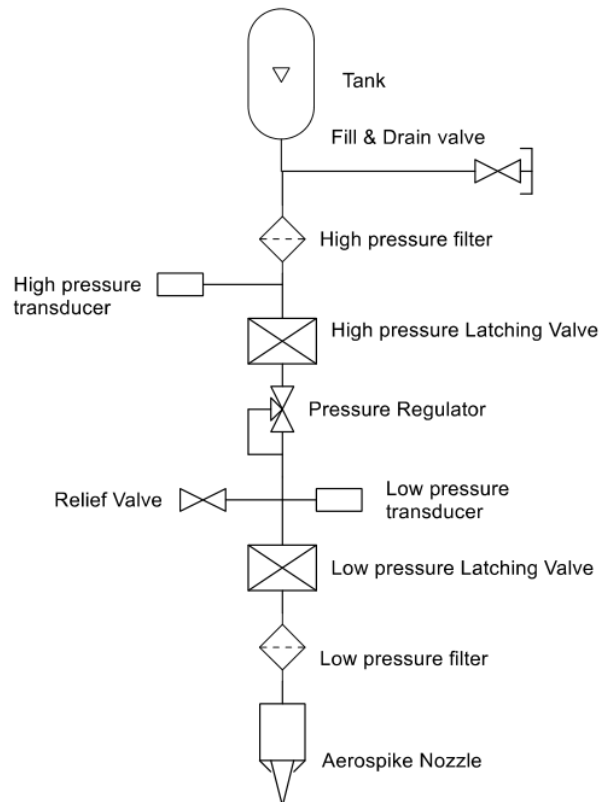 Tank
Fill & Drain valve
High pressure filter
High pressure
transducer
High pressure Latching Valve
Pressure Regulator
Relief Valve
Low pressure
transducer
Low pressure Latching Valve
Low pressure filter
Aerospike Nozzle